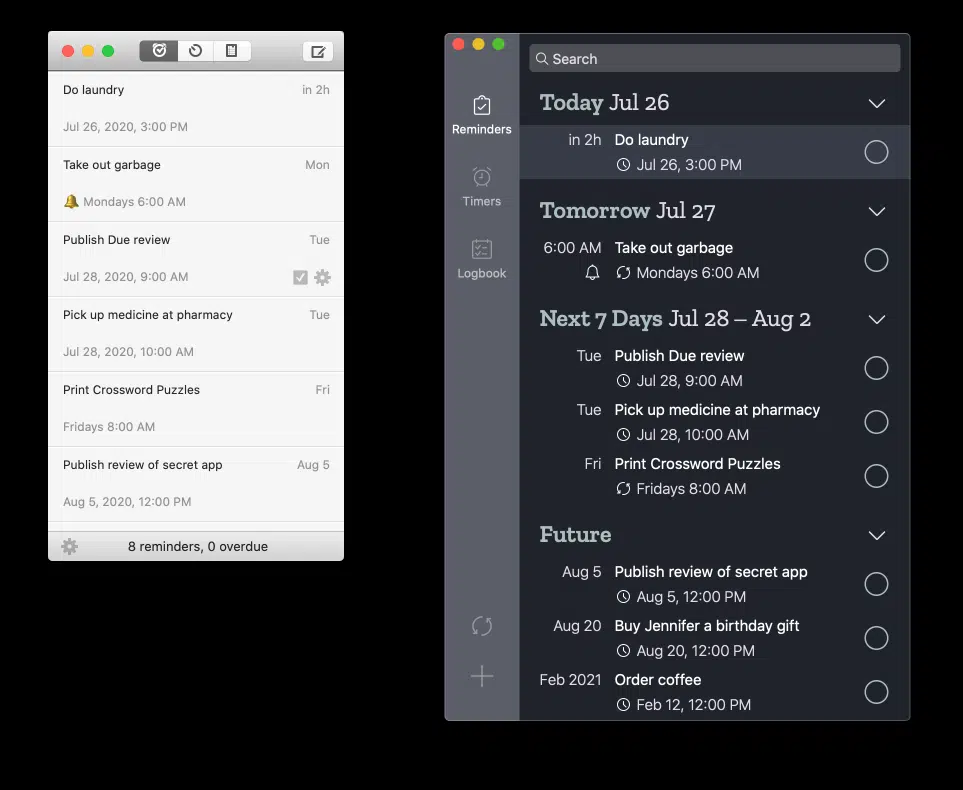 Do laundry in 2h
Jul 26, 2020, 3:00 PM
Take out garbage Mon
Mondays 6:00 AM
Publish Due review Tue
Jul 28, 2020, 9:00 AM
Pick up medicine at pharmacy Tue
Jul 28, 2020, 10:00 AM
Print Crossword Puzzles Fri
Fridays 8:00 AM
Publish review of secret app Aug 5
Aug 5, 2020, 12:00 PM
8 reminders, 0 overdue
Reminders
Timers
Logbook
Search
Today Jul 26
in 2h Do laundry
Jul 26, 3:00 PM
Tomorrow Jul 27
6:00 AM Take out garbage
Mondays 6:00 AM
Next 7 Days Jul 28 – Aug 2
Tue Publish Due review
Jul 28, 9:00 AM
Tue Pick up medicine at pharmacy
Jul 28, 10:00 AM
Fri Print Crossword Puzzles
Fridays 8:00 AM
Future
Aug 5 Publish review of secret app
Aug 5, 12:00 PM
Aug 20 Buy Jennifer a birthday gift
Aug 20, 12:00 PM
Feb 2021 Order coffee
Feb 12, 12:00 PM